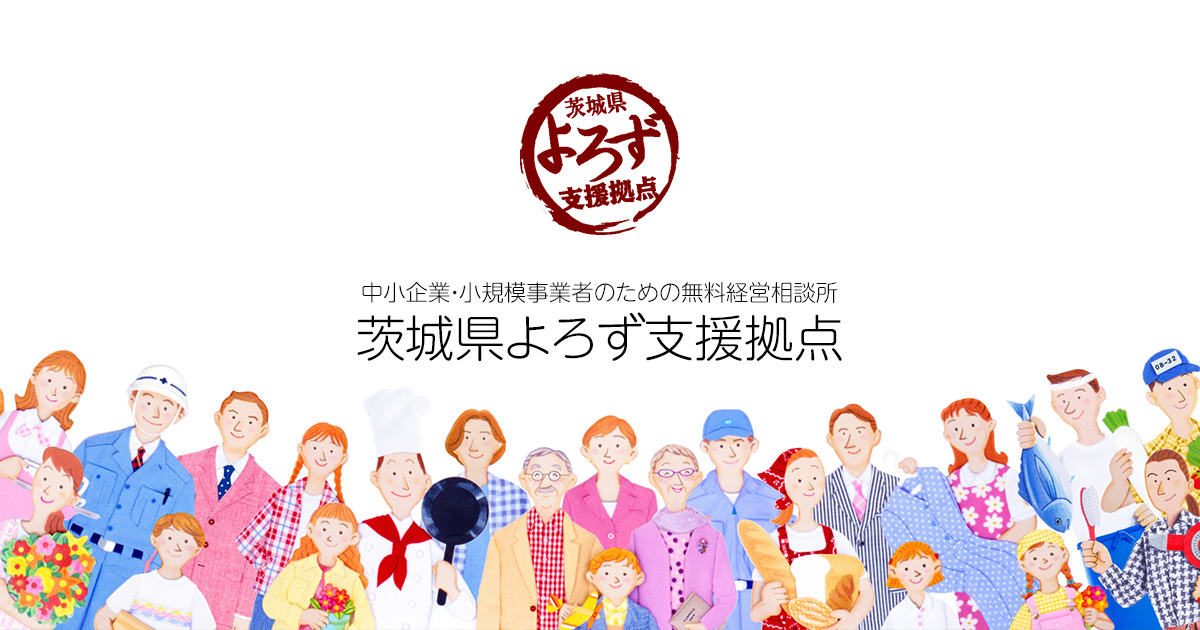 茨城県
よろず
支援拠点
中小企業・小規模事業者のための無料経営相談所
茨城県よろず支援拠点
08-32